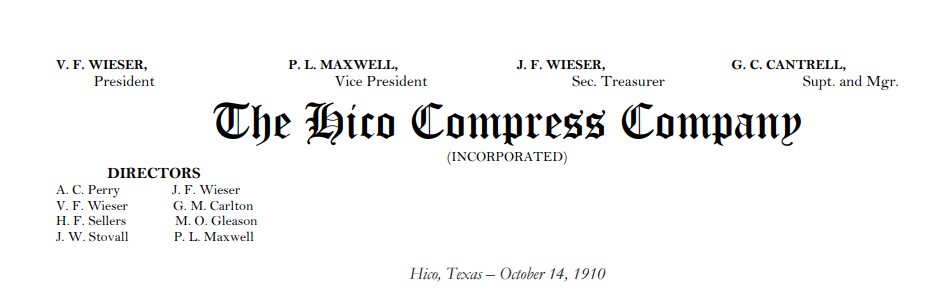 V. F. WIESER, P. L. MAXWELL, J. F. WIESER, G. C. CANTRELL,
President Vice President Sec. Treasurer Supt. and Mgr.
The Hico Compress Company
(INCORPORATED)
DIRECTORS
A. C. Perry J. F. Wieser
V. F. Wieser G. M. Carlton
H. F. Sellers M. O. Gleason
J. W. Stovall P. L. Maxwell
Hico, Texas – October 14, 1910